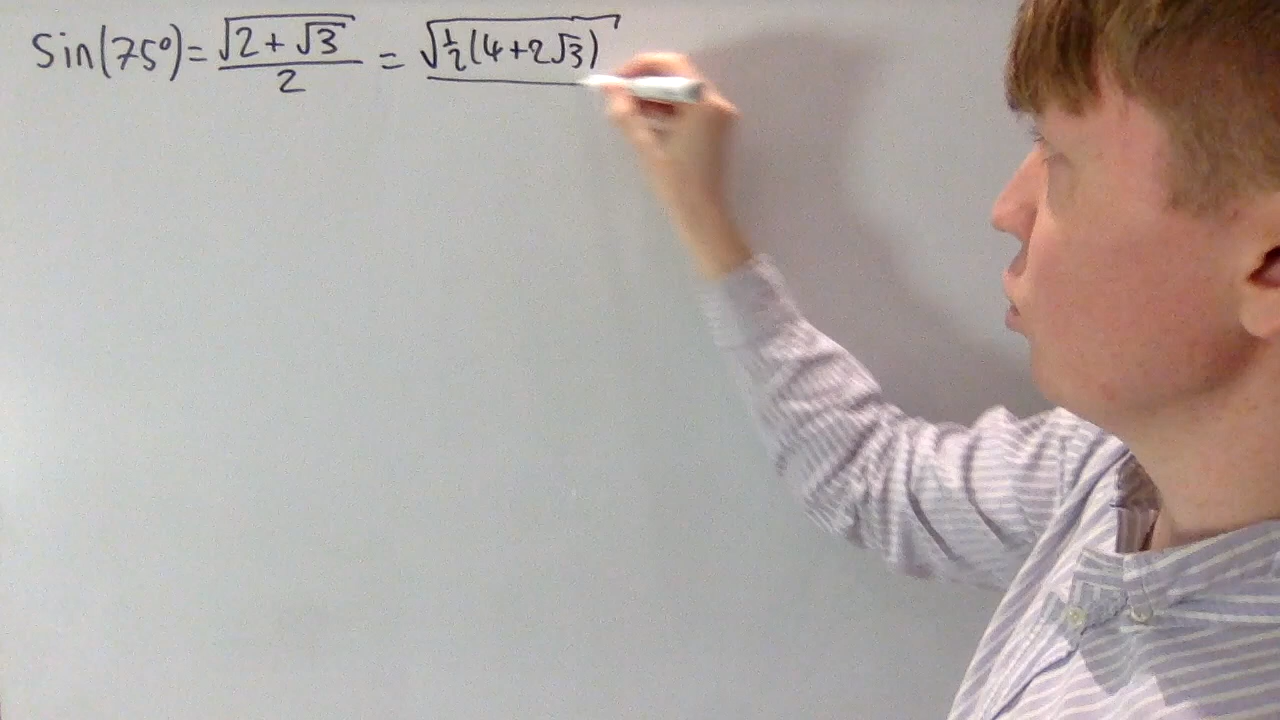 Sin(75°) = √(2 + √3) / 2 = √(½(4+2√3))